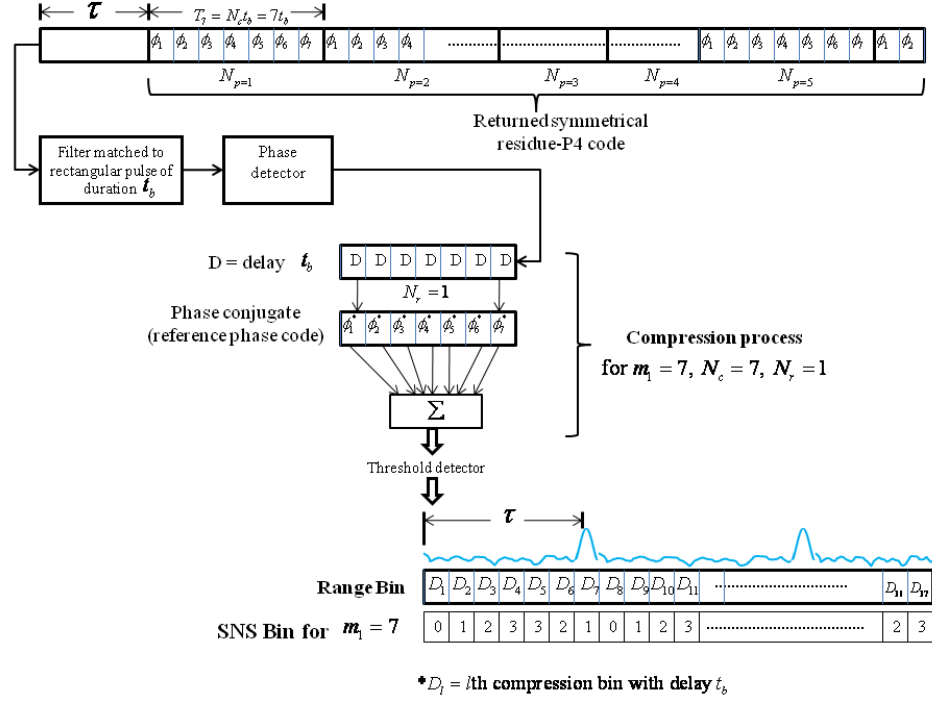 τ
T₇ = N_c t_b = 7t_b
ϕ₁ ϕ₂ ϕ₃ ϕ₄ ϕ₅ ϕ₆ ϕ₇ ϕ₁ ϕ₂ ϕ₃ ϕ₄ ............ ............ ............ ϕ₁ ϕ₂ ϕ₃ ϕ₄ ϕ₅ ϕ₆ ϕ₇ ϕ₁ ϕ₂
N_{p=1} N_{p=2} N_{p=3} N_{p=4} N_{p=5}
Returned symmetrical
residue-P4 code
Filter matched to
rectangular pulse of
duration t_b
Phase
detector
D = delay t_b
D D D D D D D
N_r = 1
Phase conjugate
(reference phase code)
ϕ₁* ϕ₂* ϕ₃* ϕ₄* ϕ₅* ϕ₆* ϕ₇*
Σ
Compression process
for m₁ = 7, N_c = 7, N_r = 1
Threshold detector
τ
Range Bin
D₁ D₂ D₃ D₄ D₅ D₆ D₇ D₈ D₉ D₁₀ D₁₁ ............
SNS Bin for m₁ = 7
0 1 2 3 3 2 1 0 1 2 3 ............ 2 3
*D_l = lth compression bin with delay t_b